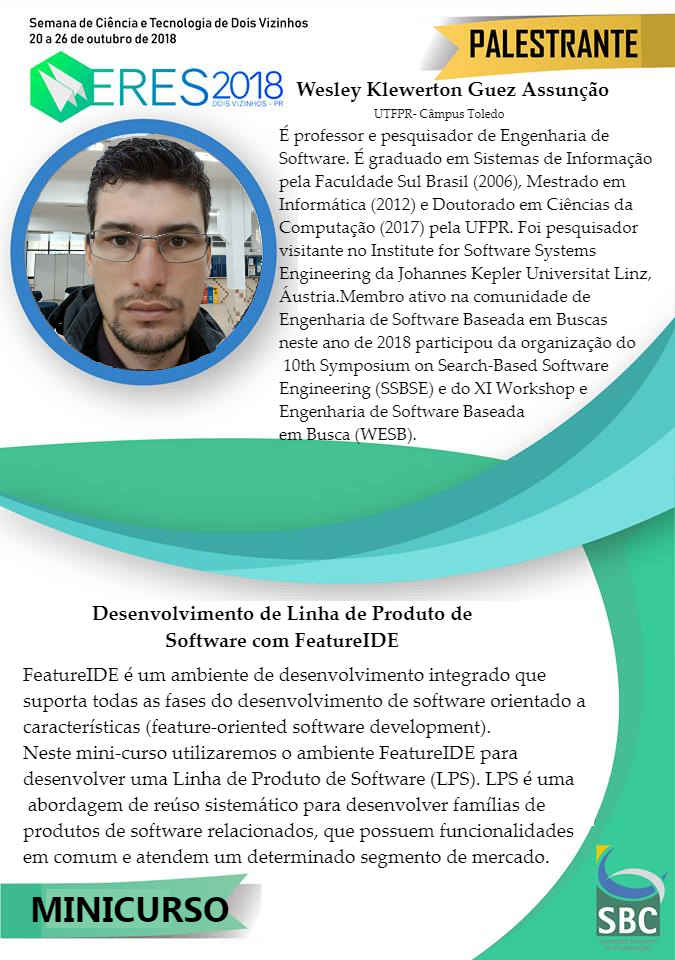 Semana de Ciência e Tecnologia de Dois Vizinhos
20 a 26 de outubro de 2018
PALESTRANTE
WERES2018
DOIS VIZINHOS - PR
Wesley Klewerton Guez Assunção
UTFPR- Câmpus Toledo
É professor e pesquisador de Engenharia de
Software. É graduado em Sistemas de Informação
pela Faculdade Sul Brasil (2006), Mestrado em
Informática (2012) e Doutorado em Ciências da
Computação (2017) pela UFPR. Foi pesquisador
visitante no Institute for Software Systems
Engineering da Johannes Kepler Universitat Linz,
Áustria.Membro ativo na comunidade de
Engenharia de Software Baseada em Buscas
neste ano de 2018 participou da organização do
10th Symposium on Search-Based Software
Engineering (SSBSE) e do XI Workshop e
Engenharia de Software Baseada
em Busca (WESB).
Desenvolvimento de Linha de Produto de
Software com FeatureIDE
FeatureIDE é um ambiente de desenvolvimento integrado que
suporta todas as fases do desenvolvimento de software orientado a
características (feature-oriented software development).
Neste mini-curso utilizaremos o ambiente FeatureIDE para
desenvolver uma Linha de Produto de Software (LPS). LPS é uma
abordagem de reúso sistemático para desenvolver famílias de
produtos de software relacionados, que possuem funcionalidades
em comum e atendem um determinado segmento de mercado.
MINICURSO
SBC
Sociedade Brasileira
de Computação